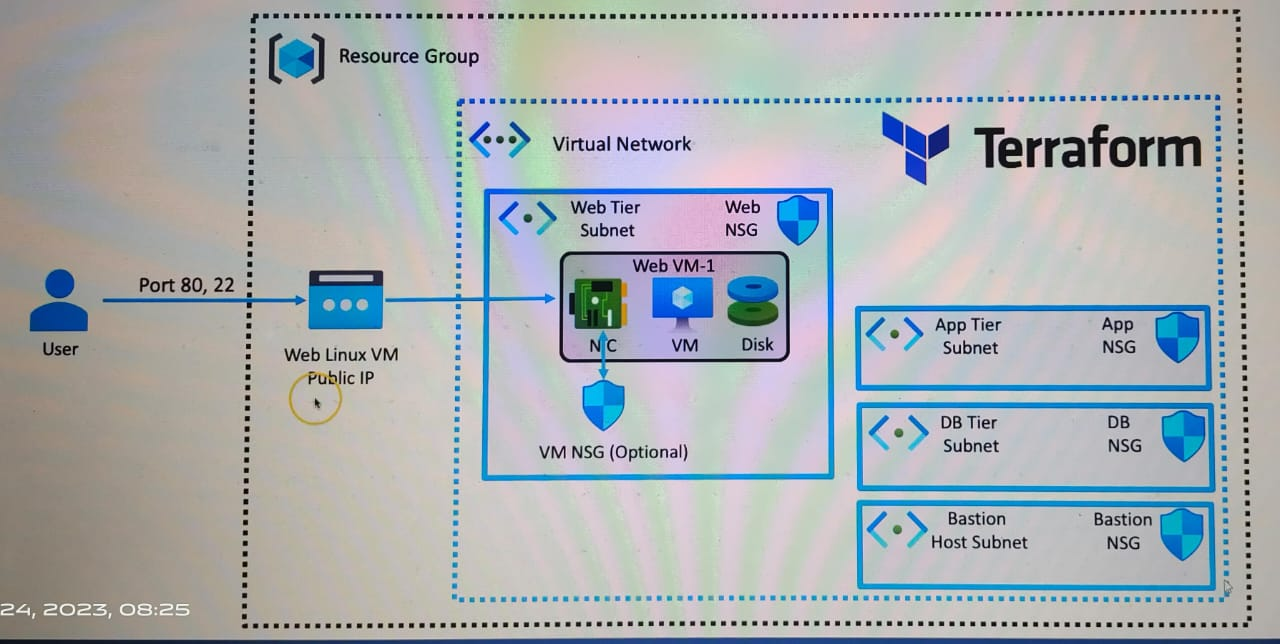 Resource Group
Virtual Network
Terraform
Web Tier
Subnet
Web
NSG
Web VM-1
NIC
VM
Disk
VM NSG (Optional)
Port 80, 22
User
Web Linux VM
Public IP
App Tier
Subnet
App
NSG
DB Tier
Subnet
DB
NSG
Bastion
Host Subnet
Bastion
NSG
24, 2023, 08:25